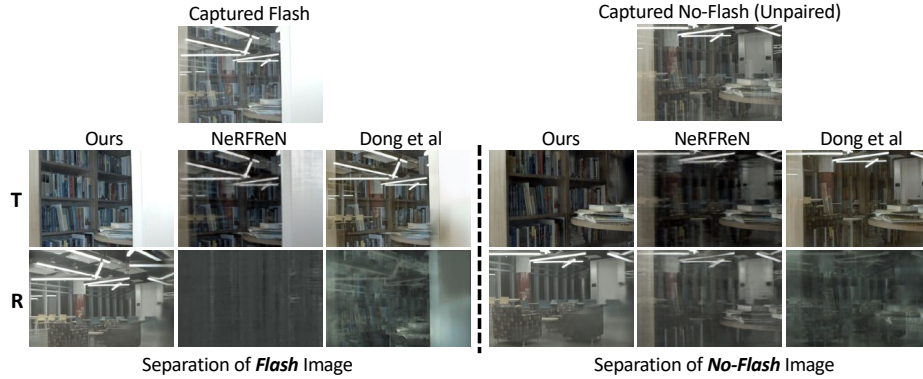 Captured Flash
Captured No-Flash (Unpaired)
Ours NeRFReN Dong et al Ours NeRFReN Dong et al
T
R
Separation of Flash Image Separation of No-Flash Image